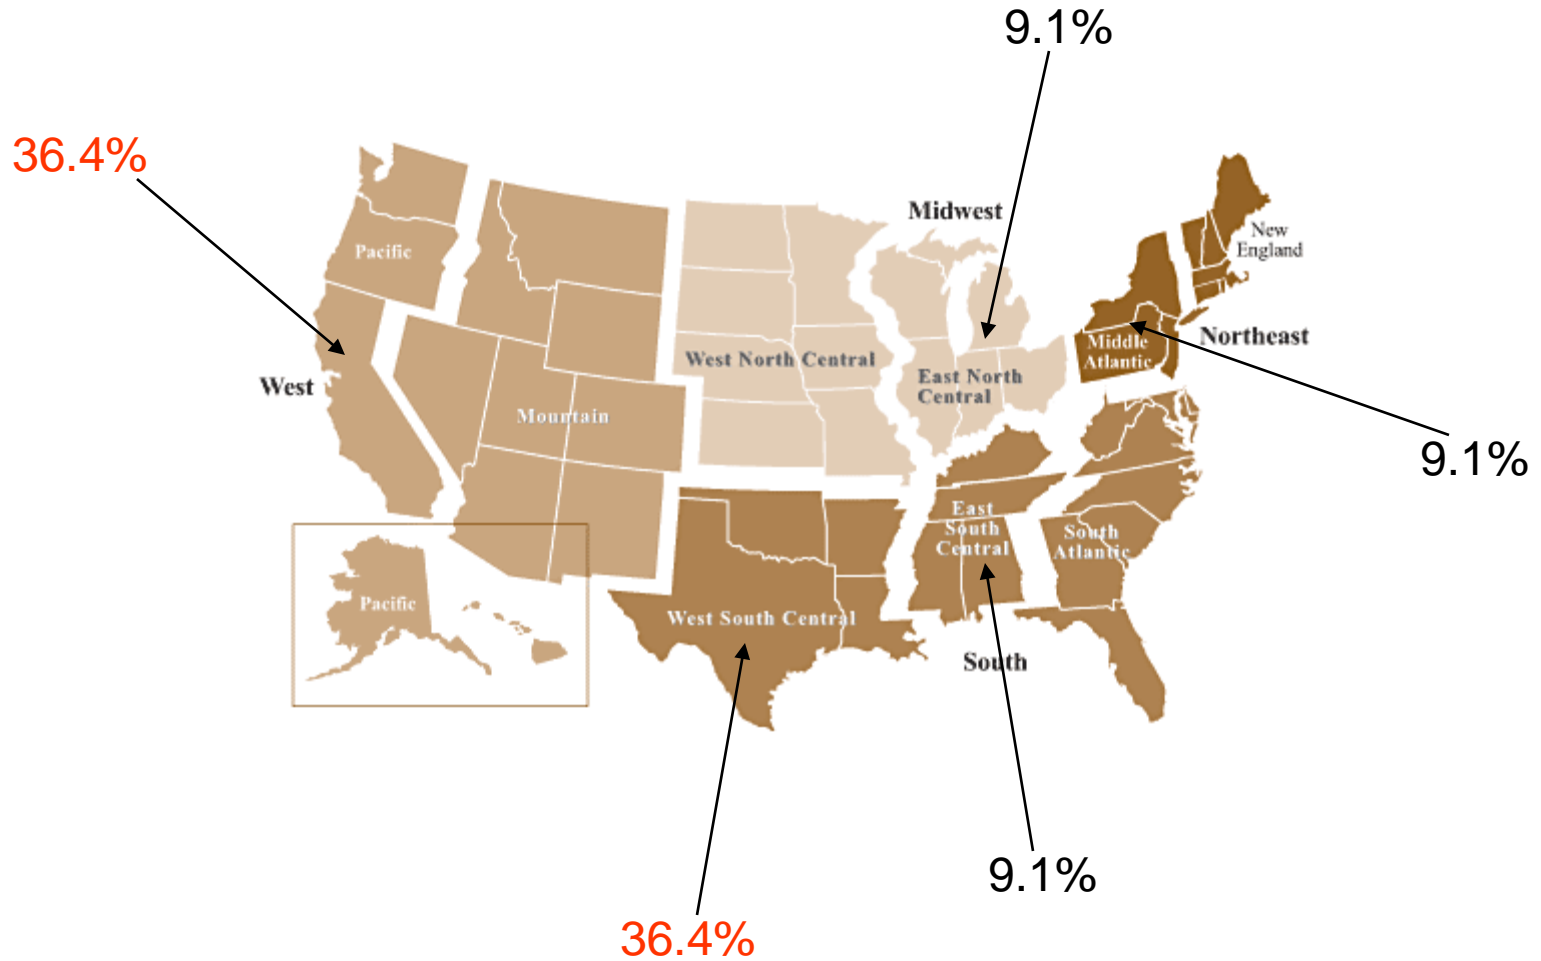 9.1%
36.4%
Midwest
New
England
Pacific
Northeast
Middle
Atlantic
West North Central
East North
Central
West
Mountain
9.1%
East
South
Central
South
Atlantic
Pacific
West South Central
South
9.1%
36.4%